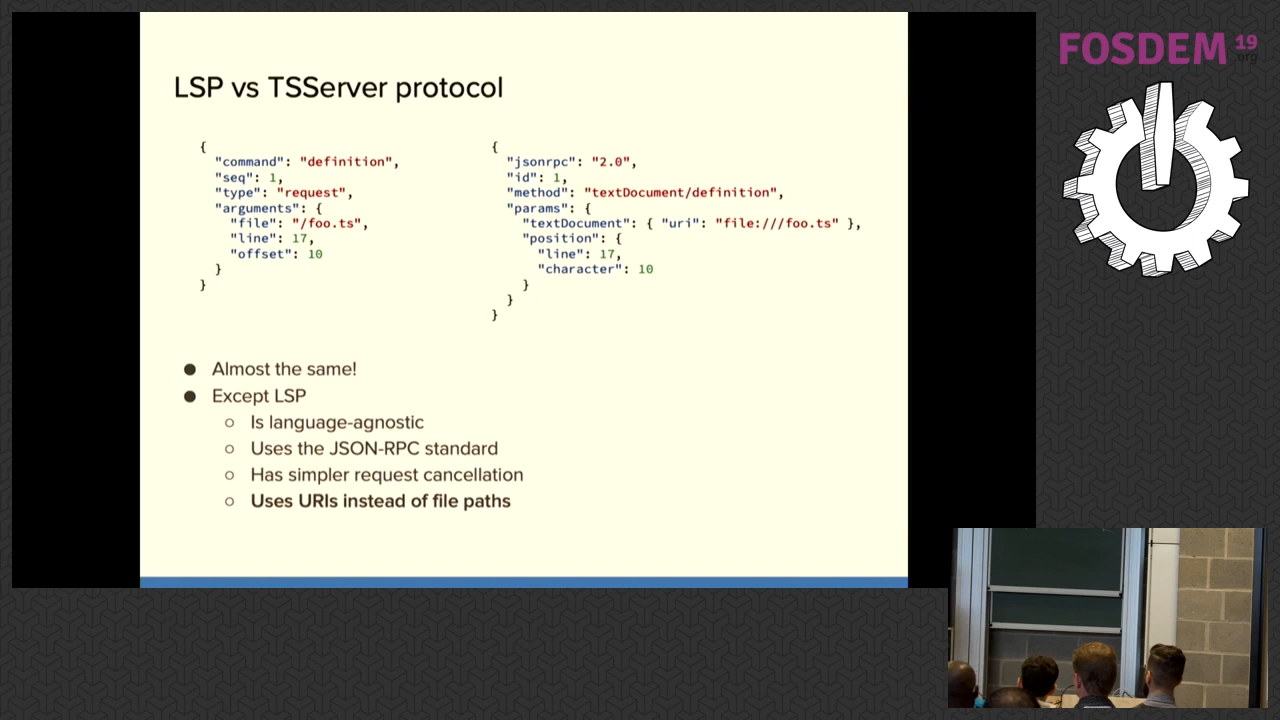 LSP vs TSServer protocol
{
"command": "definition",
"seq": 1,
"type": "request",
"arguments": {
"file": "/foo.ts",
"line": 17,
"offset": 10
}
}
{
"jsonrpc": "2.0",
"id": 1,
"method": "textDocument/definition",
"params": {
"textDocument": { "uri": "file:///foo.ts" },
"position": {
"line": 17,
"character": 10
}
}
}
● Almost the same!
● Except LSP
○ Is language-agnostic
○ Uses the JSON-RPC standard
○ Has simpler request cancellation
○ Uses URIs instead of file paths
FOSDEM 19
.org